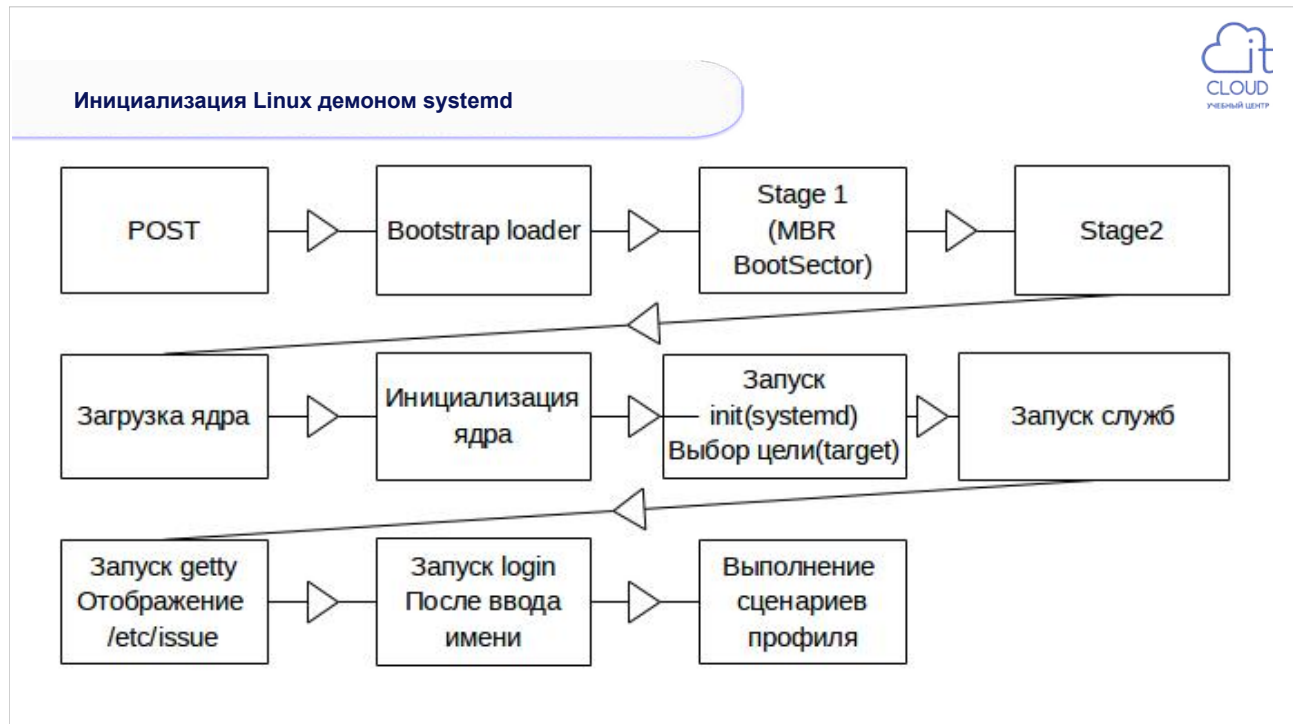 Инициализация Linux демоном systemd
it
CLOUD
УЧЕБНЫЙ ЦЕНТР
POST
Bootstrap loader
Stage 1
(MBR
BootSector)
Stage2
Загрузка ядра
Инициализация
ядра
Запуск
init(systemd)
Выбор цели(target)
Запуск служб
Запуск getty
Отображение
/etc/issue
Запуск login
После ввода
имени
Выполнение
сценариев
профиля